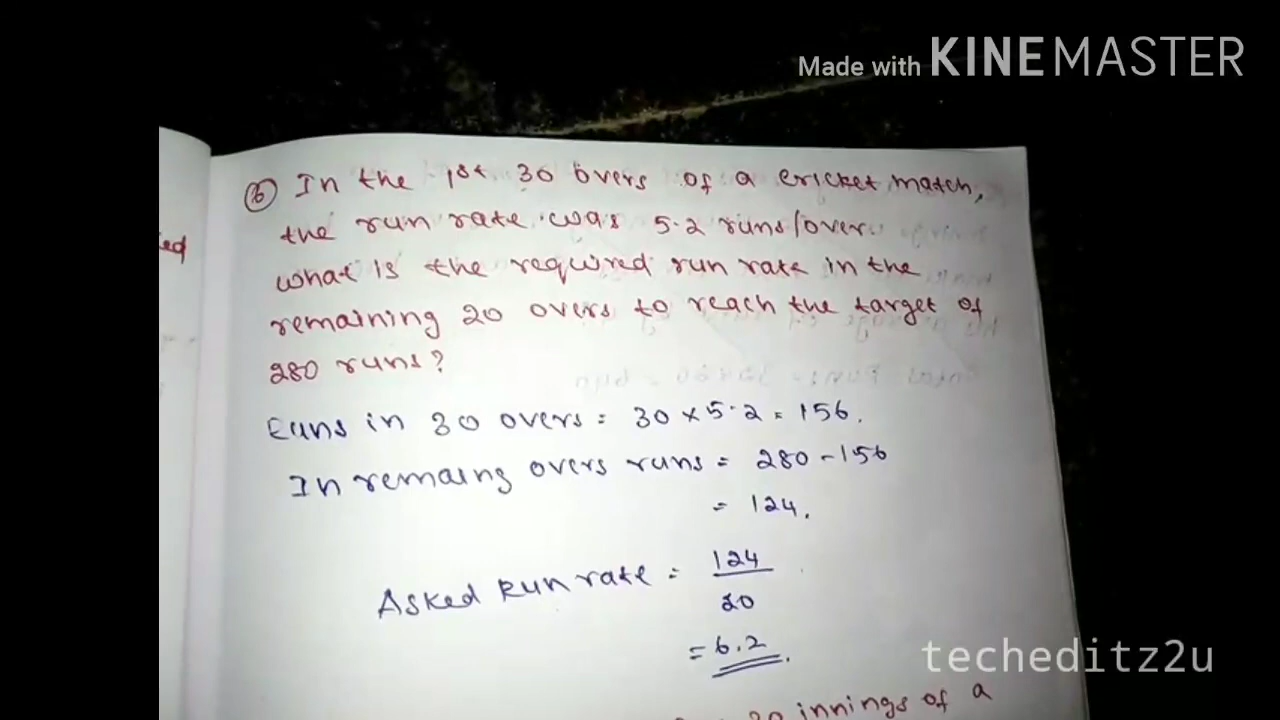 Made with KINEMASTER
⑥ In the 1st 30 overs of a cricket match,
the run rate was 5.2 runs/over.
ed
what is the required run rate in the
remaining 20 overs to reach the target of
280 runs?
Runs in 30 overs = 30 × 5.2 = 156.
In remaing overs runs = 280 - 156
= 124.
Asked Run rate = 124
20
= 6.2.
techeditz2u
innings of a